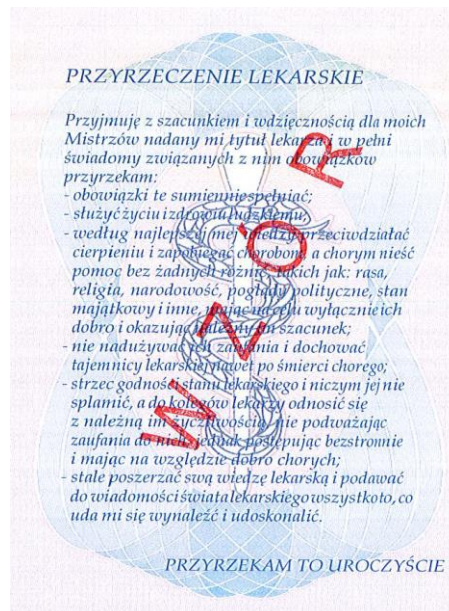 PRZYRZECZENIE LEKARSKIE
Przyjmuję z szacunkiem i wdzięcznością dla moich
Mistrzów nadany mi tytuł lekarza i w pełni
świadomy związanych z nim obowiązków
przyrzekam:
- obowiązki te sumiennie spełniać;
- służyć życiu i zdrowiu ludzkiemu;
- według najlepszej mej wiedzy przeciwdziałać
cierpieniu i zapobiegać chorobom, a chorym nieść
pomoc bez żadnych różnic, takich jak: rasa,
religia, narodowość, poglądy polityczne, stan
majątkowy i inne, mając na celu wyłącznie ich
dobro i okazując należny im szacunek;
- nie nadużywać ich zaufania i dochować
tajemnicy lekarskiej nawet po śmierci chorego;
- strzec godności stanu lekarskiego i niczym jej nie
splamić, a do kolegów lekarzy odnosić się
z należną im życzliwością, nie podważając
zaufania do nich, jednak postępując bezstronnie
i mając na względzie dobro chorych;
- stale poszerzać swą wiedzę lekarską i podawać
do wiadomości świata lekarskiego wszystko to, co
uda mi się wynaleźć i udoskonalić.
PRZYRZEKAM TO UROCZYŚCIE
WZÓR